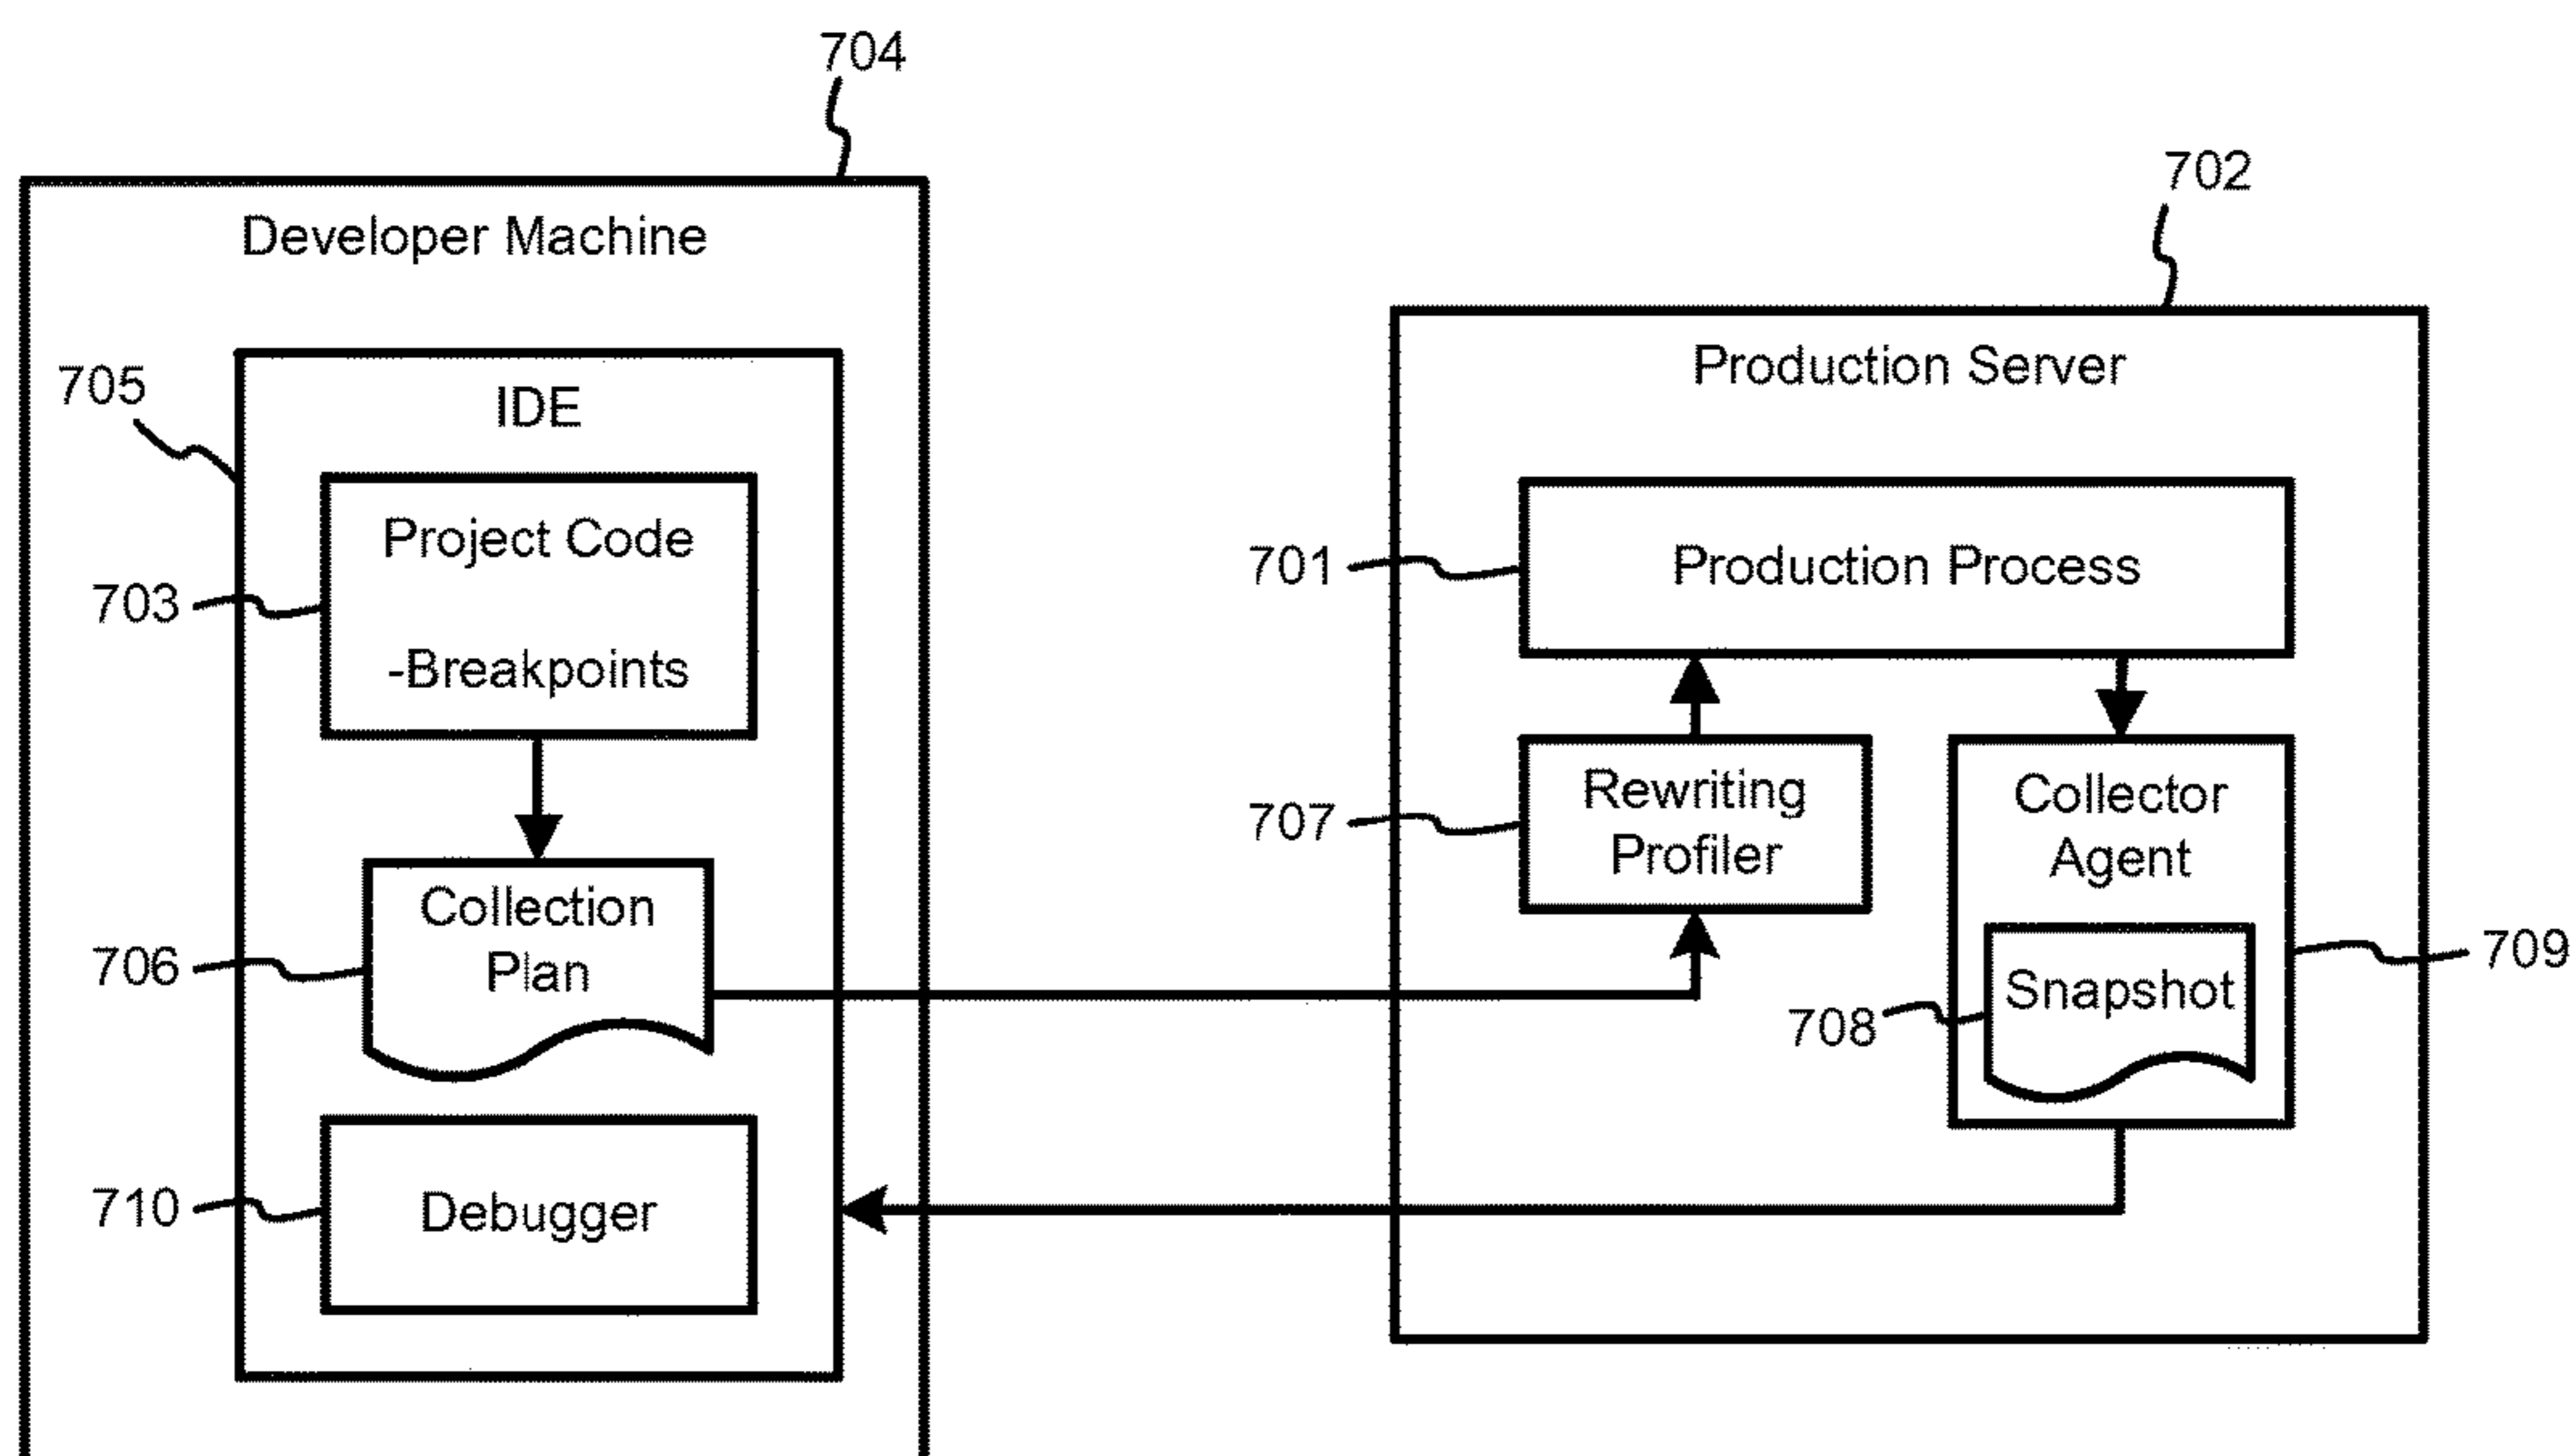 704
702
Developer Machine
Production Server
705
IDE
Project Code
-Breakpoints
703
701
Production Process
707
Rewriting
Profiler
Collector
Agent
706
Collection
Plan
709
Snapshot
708
710
Debugger